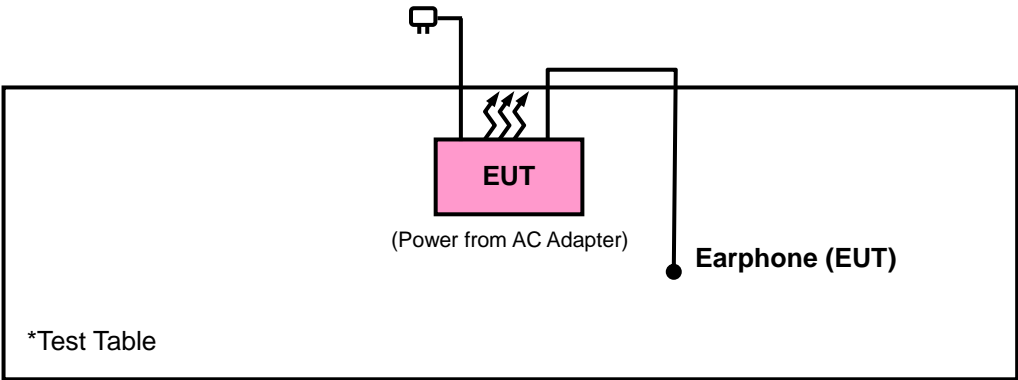 EUT
(Power from AC Adapter)
Earphone (EUT)
*Test Table